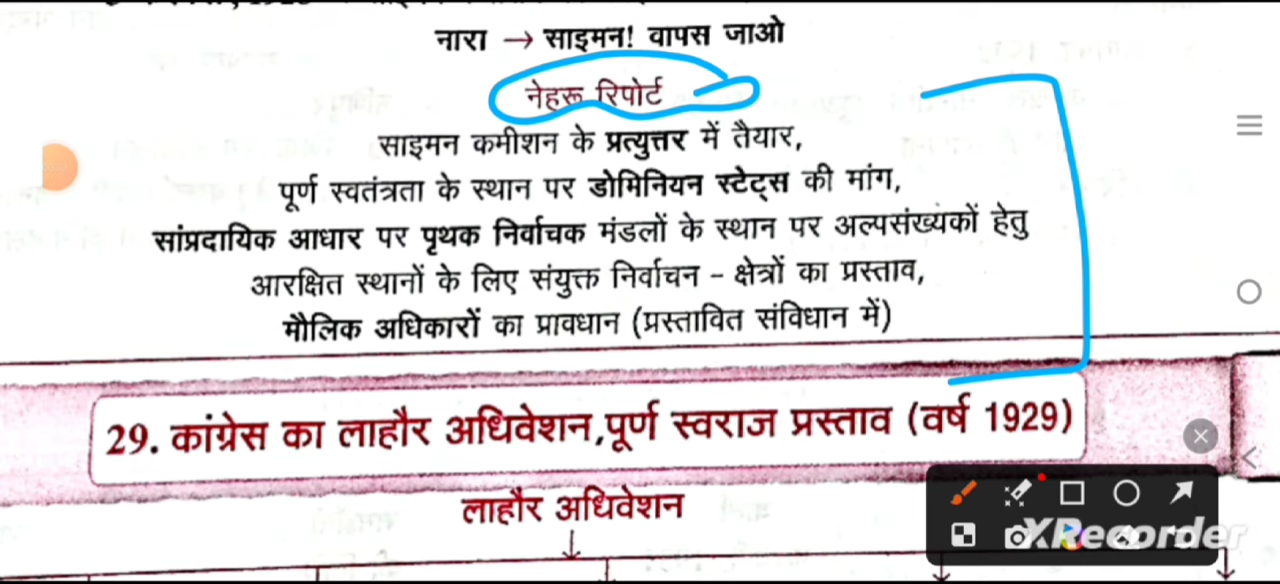 नारा → साइमन! वापस जाओ
नेहरू रिपोर्ट
साइमन कमीशन के प्रत्युत्तर में तैयार,
पूर्ण स्वतंत्रता के स्थान पर डोमिनियन स्टेट्स की मांग,
सांप्रदायिक आधार पर पृथक निर्वाचक मंडलों के स्थान पर अल्पसंख्यकों हेतु
आरक्षित स्थानों के लिए संयुक्त निर्वाचन - क्षेत्रों का प्रस्ताव,
मौलिक अधिकारों का प्रावधान (प्रस्तावित संविधान में)
29. कांग्रेस का लाहौर अधिवेशन,पूर्ण स्वराज प्रस्ताव (वर्ष 1929)
लाहौर अधिवेशन
XRecorder